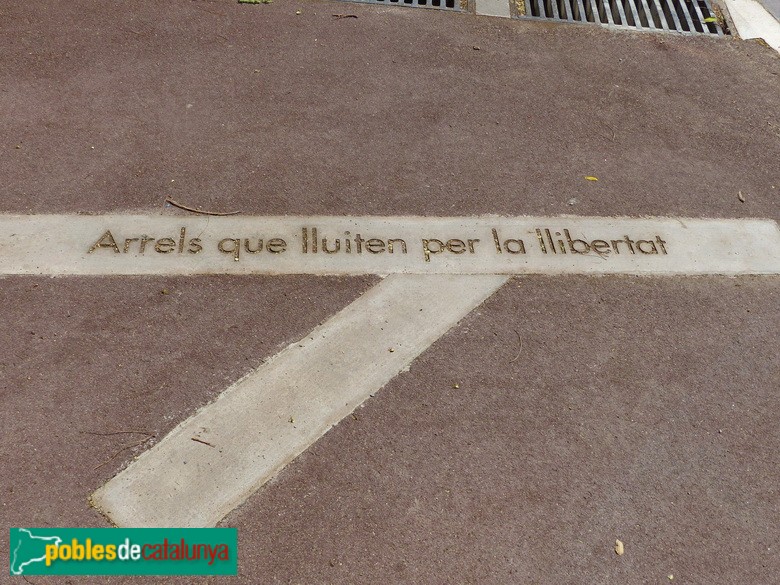 Arrels que lluiten per la llibertat
poblesdecatalunya